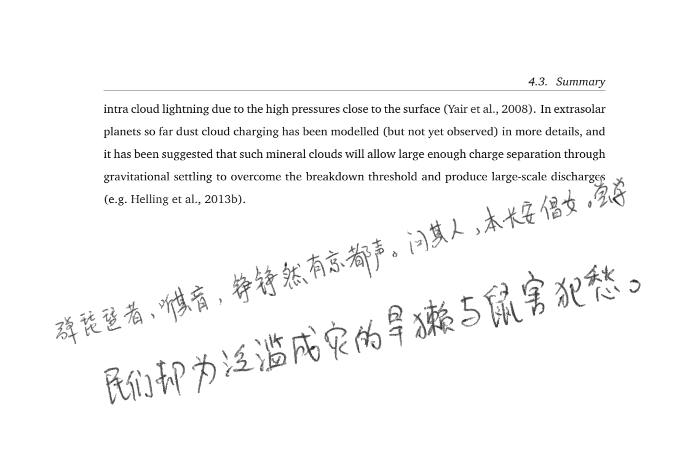 4.3. Summary
intra cloud lightning due to the high pressures close to the surface (Yair et al., 2008). In extrasolar
planets so far dust cloud charging has been modelled (but not yet observed) in more details, and
it has been suggested that such mineral clouds will allow large enough charge separation through
gravitational settling to overcome the breakdown threshold and produce large-scale discharges
(e.g. Helling et al., 2013b).
弹琵琶者,听其音,铮铮然有京都声。问其人,本长安倡女。
民们却为泛滥成灾的旱獭与鼠害犯愁。